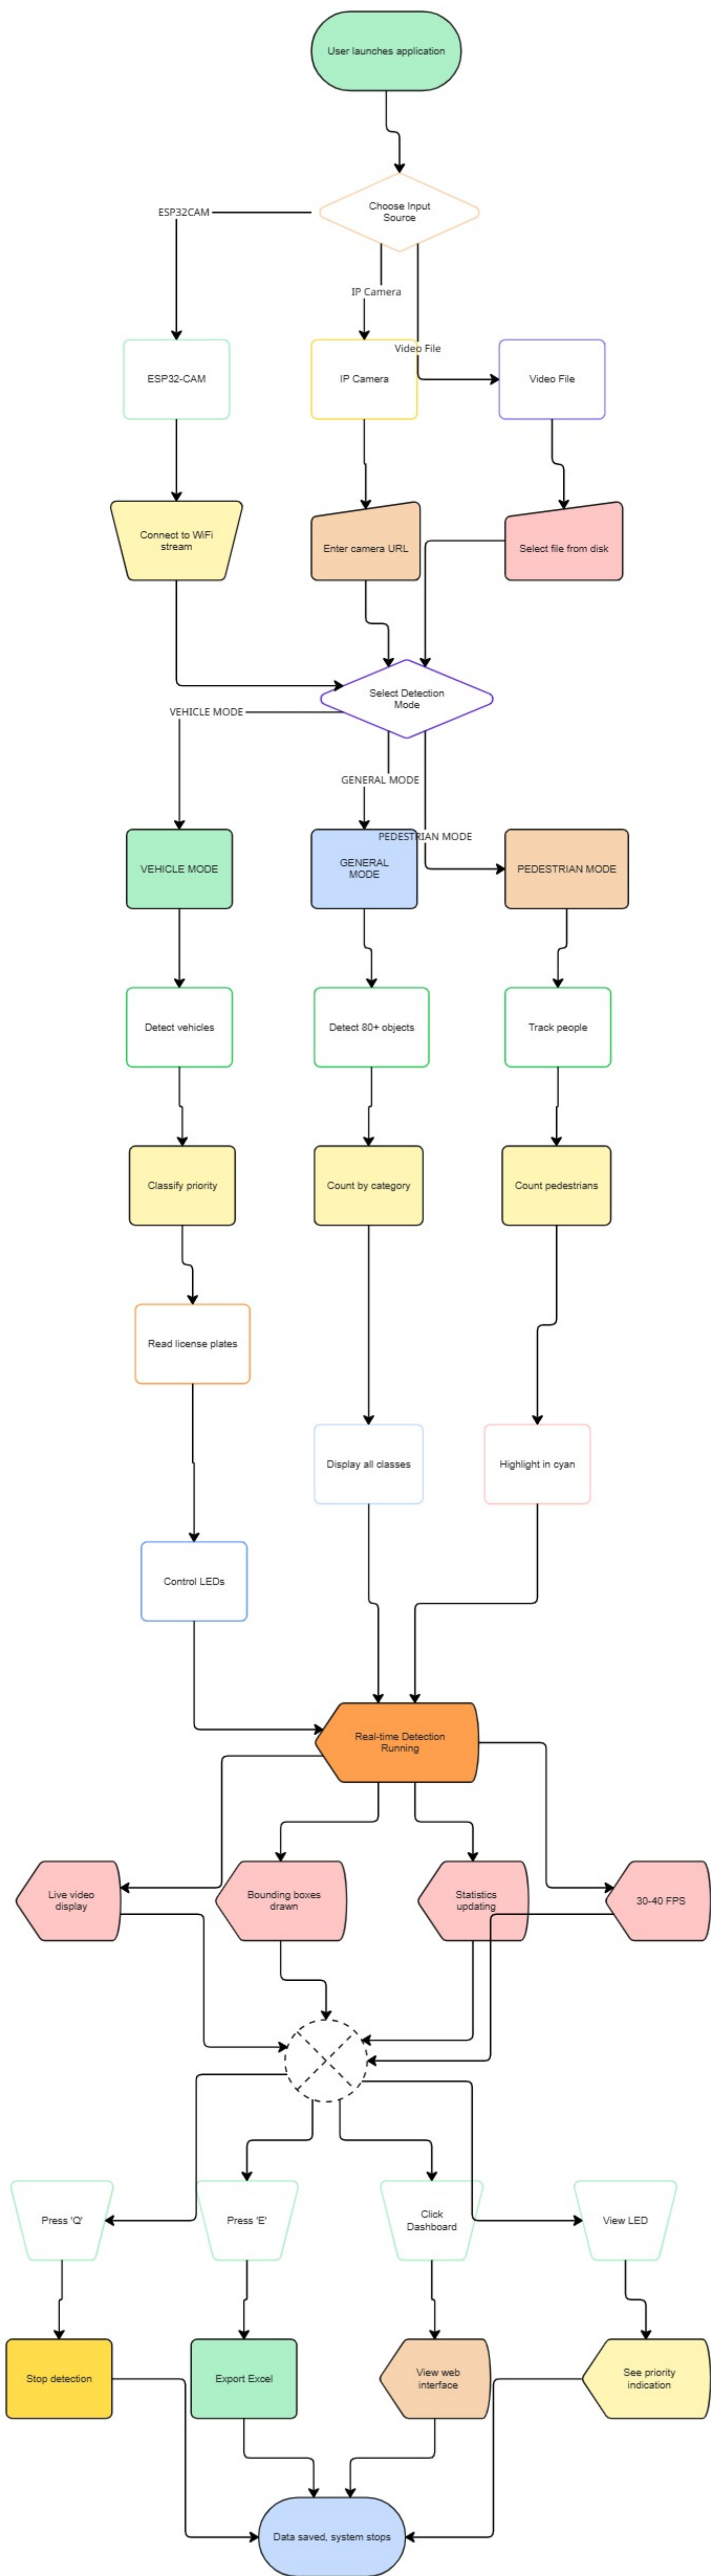 User launches application
Choose Input
Source
ESP32CAM
IP Camera
Video File
ESP32-CAM
IP Camera
Video File
Connect to WiFi
stream
Enter camera URL
Select file from disk
Select Detection
Mode
VEHICLE MODE
GENERAL MODE
PEDESTRIAN MODE
VEHICLE MODE
GENERAL
MODE
PEDESTRIAN MODE
Detect vehicles
Detect 80+ objects
Track people
Classify priority
Count by category
Count pedestrians
Read license plates
Display all classes
Highlight in cyan
Control LEDs
Real-time Detection
Running
Live video
display
Bounding boxes
drawn
Statistics
updating
30-40 FPS
Press 'Q'
Press 'E'
Click
Dashboard
View LED
Stop detection
Export Excel
View web
interface
See priority
indication
Data saved, system stops